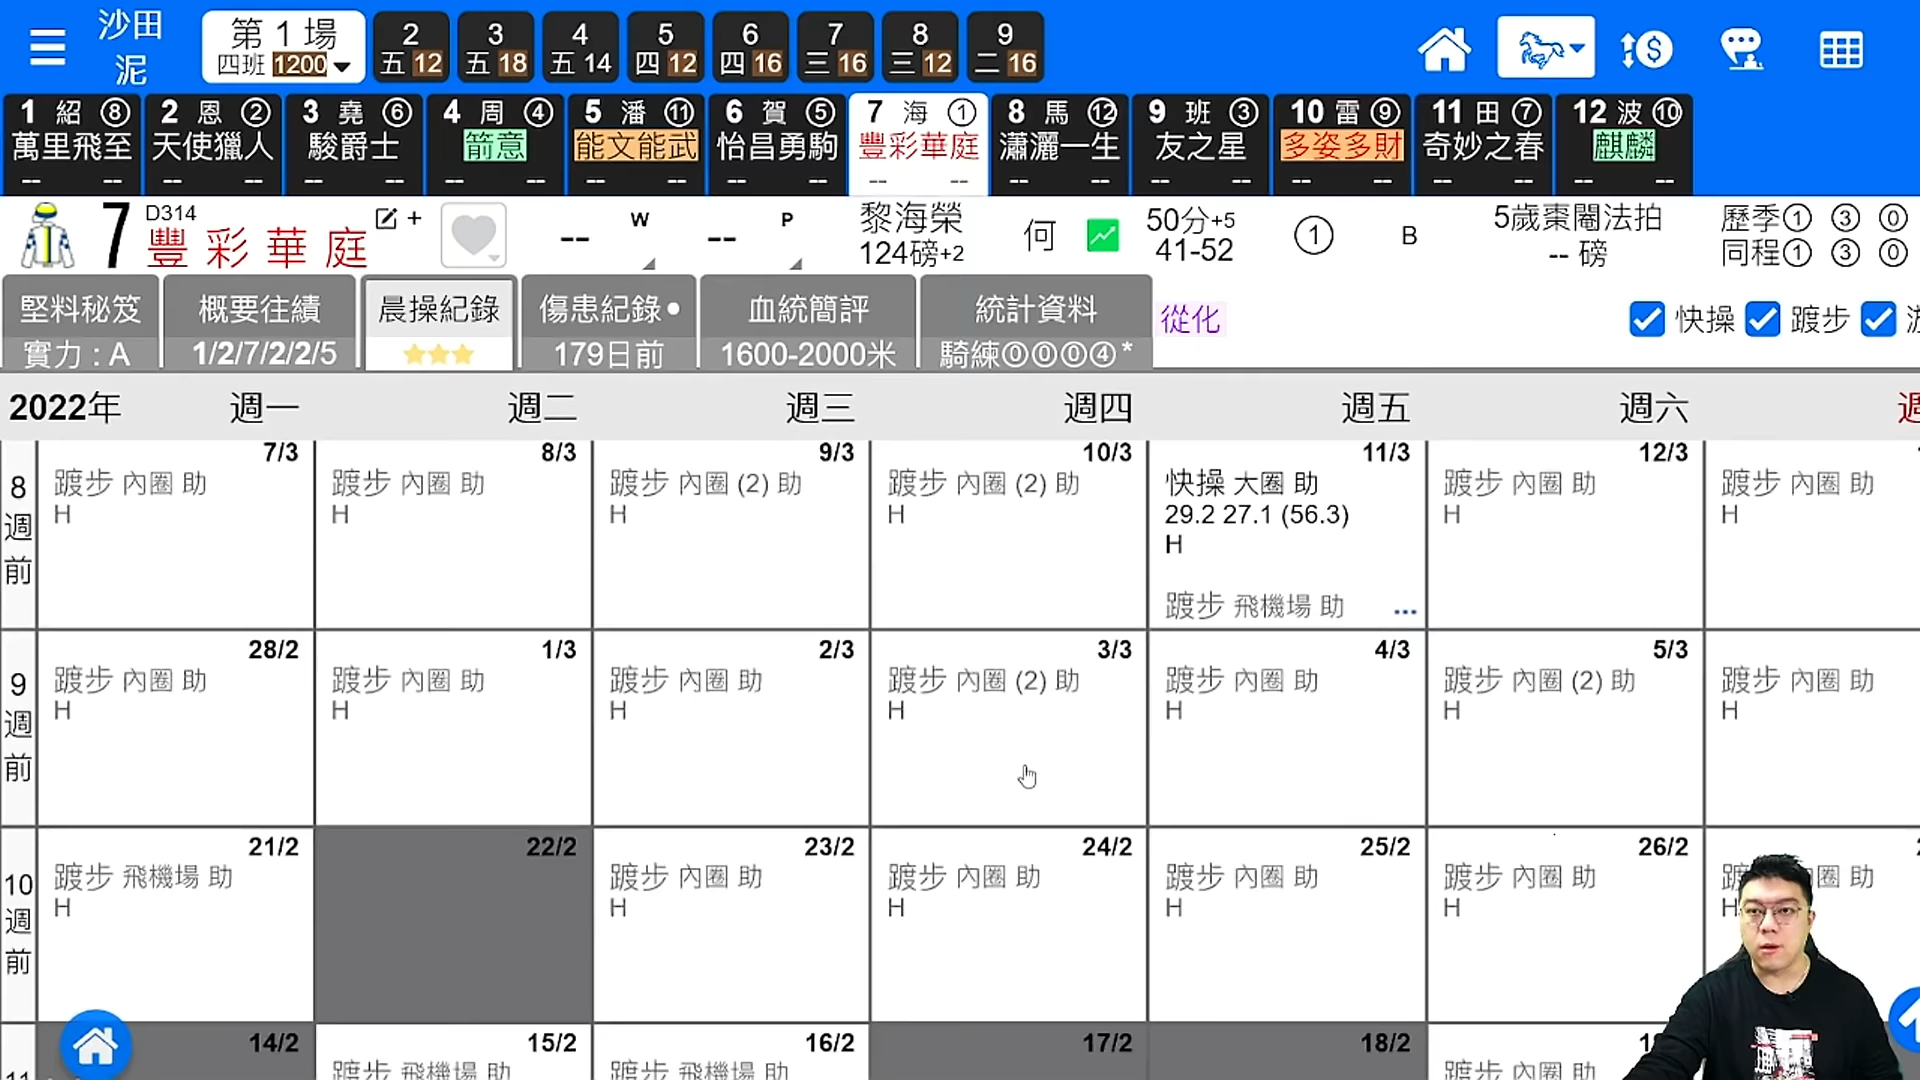 沙田
泥
第 1 場
四班 1200
2
五 12
3
五 18
4
五 14
5
四 12
6
四 16
7
三 16
8
三 12
9
二 16
1 紹 ⑧
萬里飛至
-- --
2 恩 ②
天使獵人
-- --
3 堯 ⑥
駿爵士
-- --
4 周 ④
箭意
-- --
5 潘 ⑪
能文能武
-- --
6 賀 ⑤
怡昌勇駒
-- --
7 海 ①
豐彩華庭
-- --
8 馬 ⑫
瀟灑一生
-- --
9 班 ③
友之星
-- --
10 雷 ⑨
多姿多財
-- --
11 田 ⑦
奇妙之春
-- --
12 波 ⑩
麒麟
-- --
7
D314
豐彩華庭
+
-- W
-- P
黎海榮
124磅+2
何
50分+5
41-52
①
B
5歲棗閹法拍
-- 磅
歷季① ③ ⓪
同程① ③ ⓪
堅料秘笈
實力 : A
概要往績
1/2/7/2/2/5
晨操紀錄
傷患紀錄●
179日前
血統簡評
1600-2000米
統計資料
騎練⓪⓪⓪④ *
從化
快操
踱步
2022年 週一 週二 週三 週四 週五 週六 週
8週前
7/3
踱步 內圈 助
H
8/3
踱步 內圈 助
H
9/3
踱步 內圈 (2) 助
H
10/3
踱步 內圈 (2) 助
H
11/3
快操 大圈 助
29.2 27.1 (56.3)
H
踱步 飛機場 助 ...
12/3
踱步 內圈 助
H
踱步 內圈 助
H
9週前
28/2
踱步 內圈 助
H
1/3
踱步 內圈 助
H
2/3
踱步 內圈 助
H
3/3
踱步 內圈 (2) 助
H
4/3
踱步 內圈 助
H
5/3
踱步 內圈 (2) 助
H
踱步 內圈 助
H
10週前
21/2
踱步 飛機場 助
H
22/2
23/2
踱步 內圈 助
H
24/2
踱步 內圈 助
H
25/2
踱步 內圈 助
H
26/2
踱步 內圈 助
H
圈 助
H
11
14/2
15/2
踱步 飛機場 助
16/2
踱步 飛機場 助
17/2
18/2
踱步 內圈 助